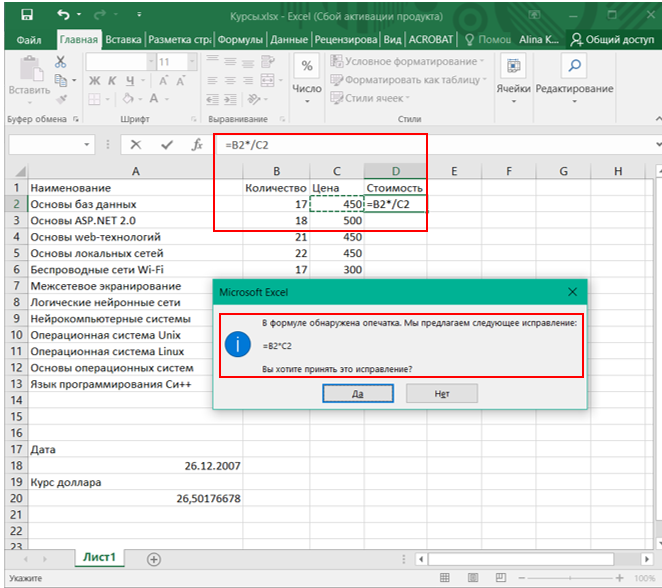 Курсы.xlsx - Excel (Сбой активации продукта)
Файл Главная Вставка Разметка стра Формулы Данные Рецензирова Вид ACROBAT Помощ Alina K... Общий доступ
Вставить
Ж К Ч
11
A A
A
%
Число
Условное форматирование
Форматировать как таблицу
Стили ячеек
Ячейки
Редактирование
Буфер обмена Шрифт Выравнивание Стили
fx =B2*/C2
A B C D E F G H
1 Наименование Количество Цена Стоимость
2 Основы баз данных 17 450 =B2*/C2
3 Основы ASP.NET 2.0 18 500
4 Основы web-технологий 21 450
5 Основы локальных сетей 22 450
6 Беспроводные сети Wi-Fi 17 300
7 Межсетевое экранирование
8 Логические нейронные сети
9 Нейрокомпьютерные системы
10 Операционная система Unix
11 Операционная система Linux
12 Основы операционных систем
13 Язык программирования Си++
14
15
16
17 Дата
18 26.12.2007
19 Курс доллара
20 26,50176678
21
22
23
Microsoft Excel
В формуле обнаружена опечатка. Мы предлагаем следующее исправление:
=B2*C2
Вы хотите принять это исправление?
Да Нет
Лист1
Укажите 100%